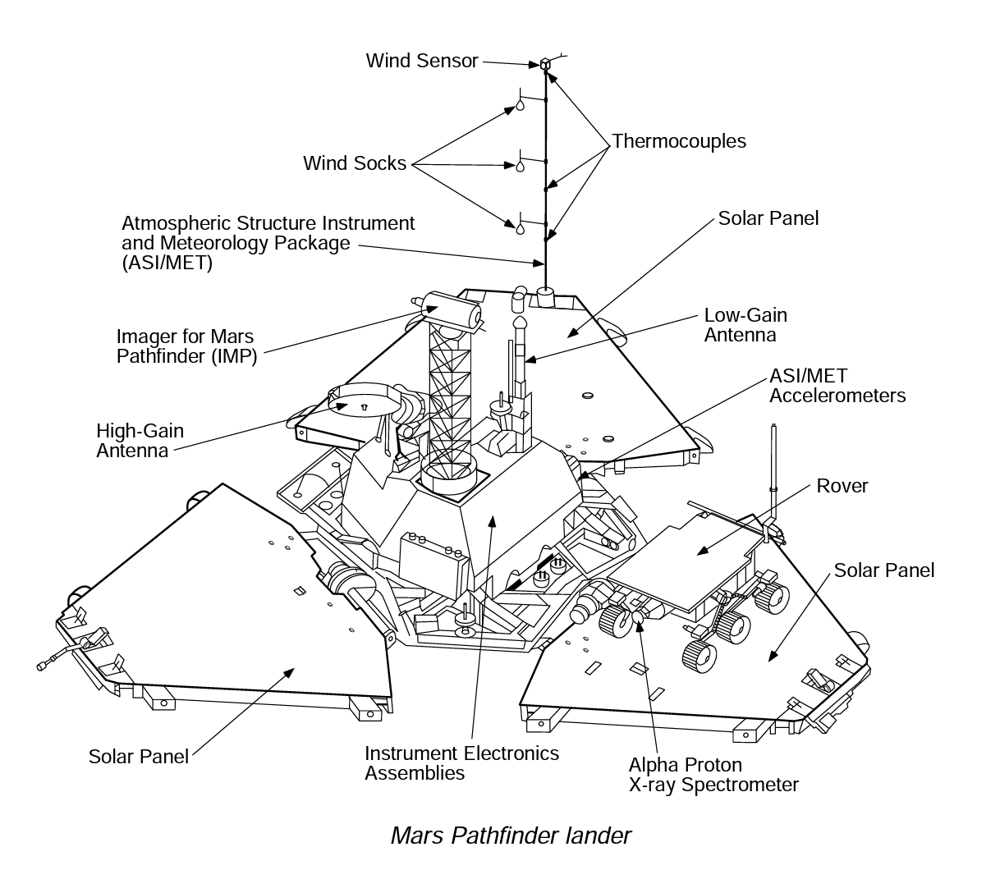 Wind Sensor
Thermocouples
Wind Socks
Atmospheric Structure Instrument
and Meteorology Package
(ASI/MET)
Solar Panel
Low-Gain
Antenna
Imager for Mars
Pathfinder (IMP)
ASI/MET
Accelerometers
High-Gain
Antenna
Rover
Solar Panel
Solar Panel
Instrument Electronics
Assemblies
Alpha Proton
X-ray Spectrometer
Mars Pathfinder lander